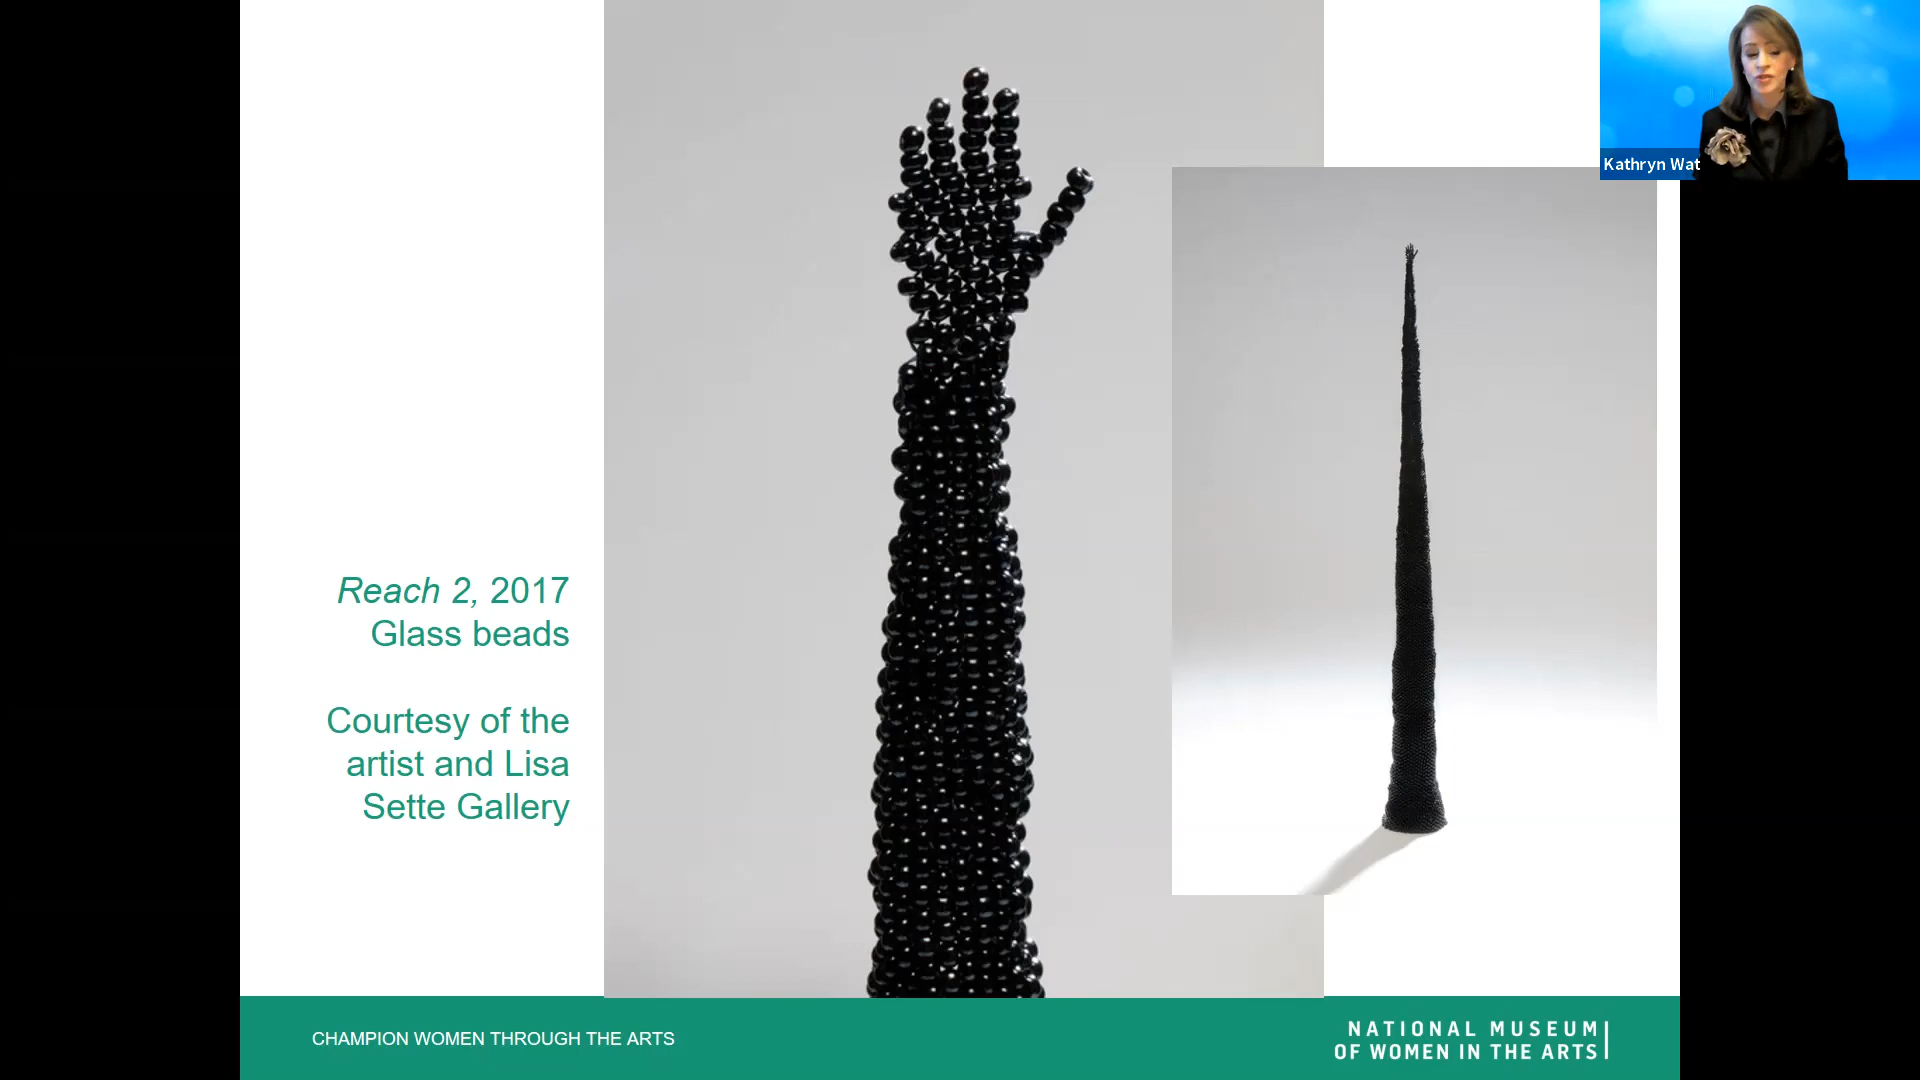 Kathryn Wat
Reach 2, 2017
Glass beads
Courtesy of the
artist and Lisa
Sette Gallery
CHAMPION WOMEN THROUGH THE ARTS
NATIONAL MUSEUM
OF WOMEN IN THE ARTS